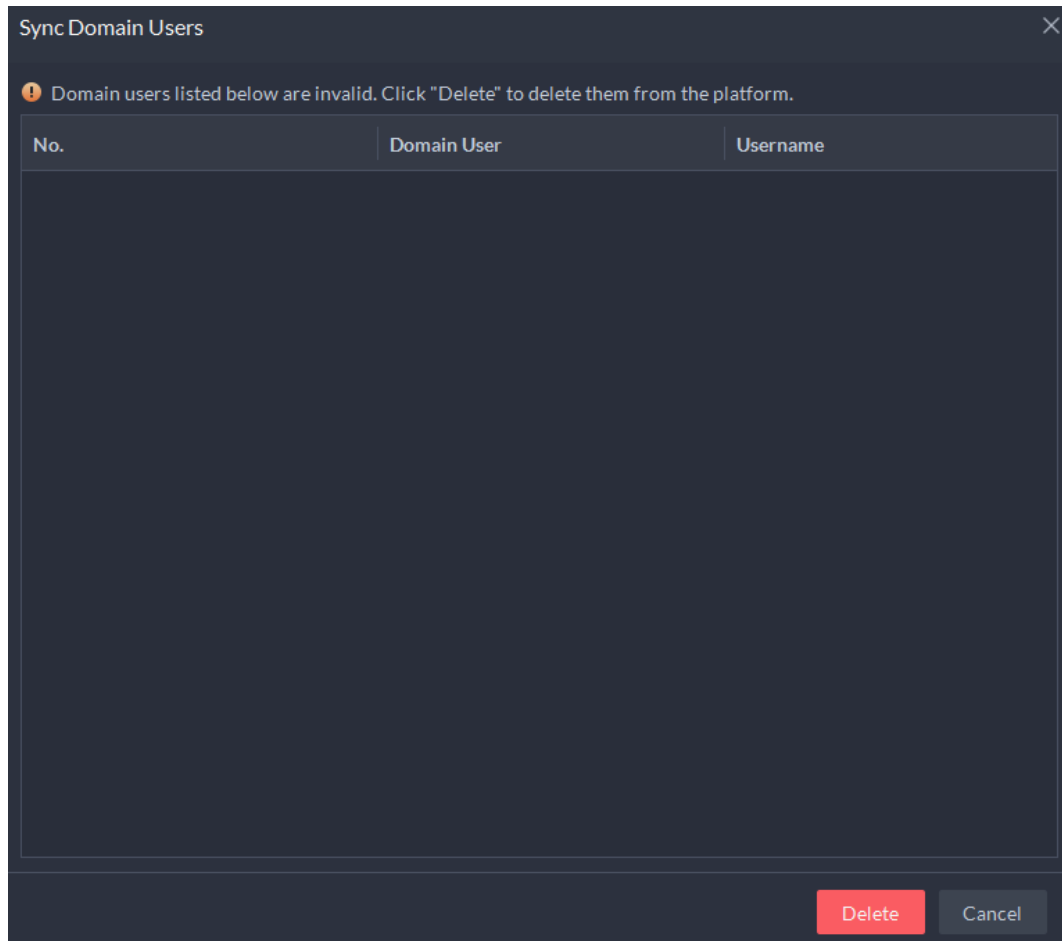 Sync Domain Users
Domain users listed below are invalid. Click "Delete" to delete them from the platform.
No. Domain User Username
Delete Cancel